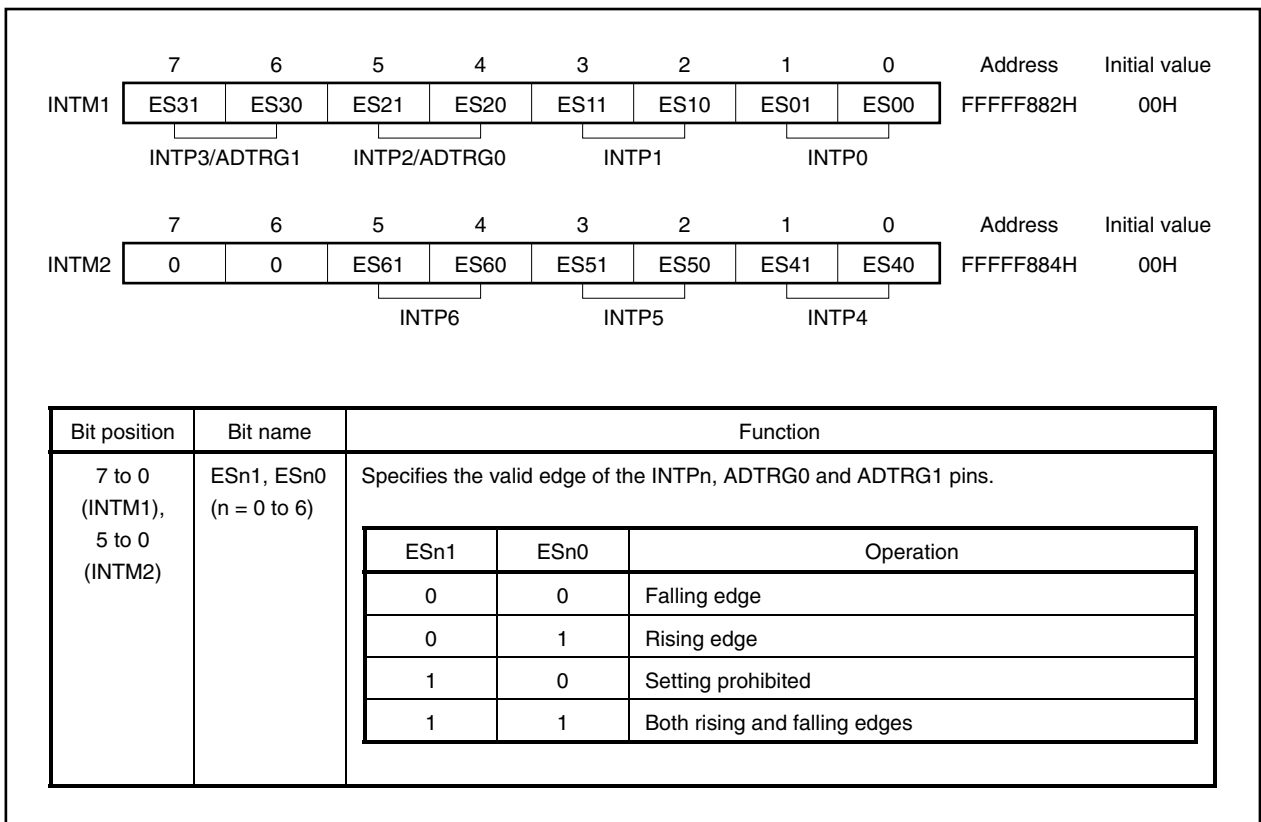 7 6 5 4 3 2 1 0 Address Initial value
INTM1 ES31 ES30 ES21 ES20 ES11 ES10 ES01 ES00 FFFFF882H 00H
INTP3/ADTRG1 INTP2/ADTRG0 INTP1 INTP0
7 6 5 4 3 2 1 0 Address Initial value
INTM2 0 0 ES61 ES60 ES51 ES50 ES41 ES40 FFFFF884H 00H
INTP6 INTP5 INTP4
Bit position Bit name Function
7 to 0 ESn1, ESn0 Specifies the valid edge of the INTPn, ADTRG0 and ADTRG1 pins.
(INTM1), (n = 0 to 6)
5 to 0
(INTM2)
ESn1 ESn0 Operation
0 0 Falling edge
0 1 Rising edge
1 0 Setting prohibited
1 1 Both rising and falling edges